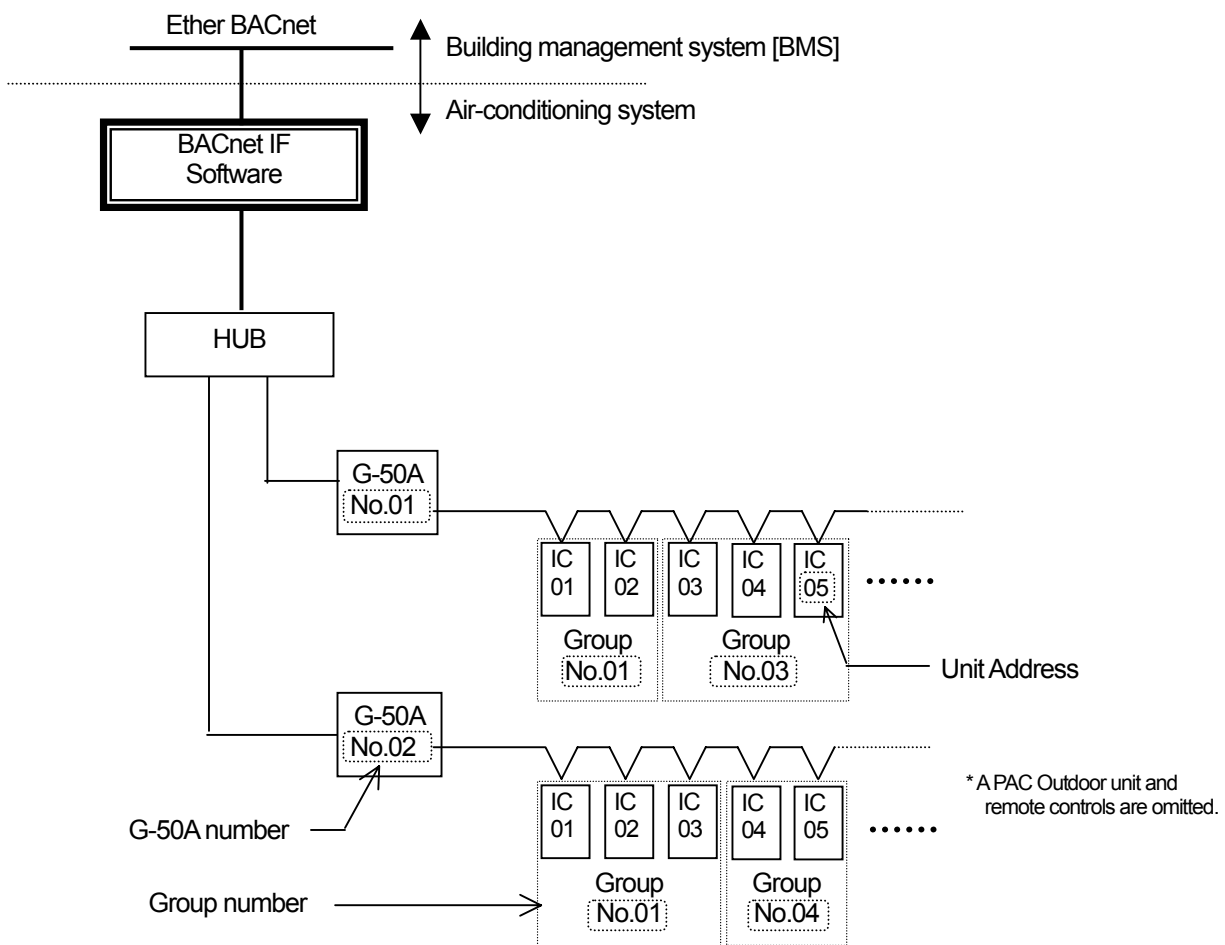 Ether BACnet
Building management system [BMS]
Air-conditioning system
BACnet IF
Software
HUB
G-50A
No.01
IC
01
IC
02
IC
03
IC
04
IC
05
Group
No.01
Group
No.03
Unit Address
G-50A
No.02
IC
01
IC
02
IC
03
IC
04
IC
05
* A PAC Outdoor unit and
remote controls are omitted.
G-50A number
Group number
Group
No.01
Group
No.04